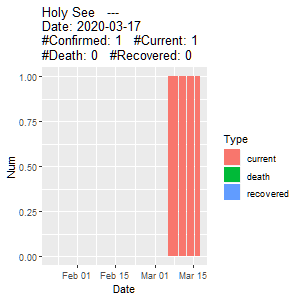 Holy See   ---
Date: 2020-03-17
#Confirmed: 1   #Current: 1
#Death: 0   #Recovered: 0
1.00
0.75
0.50
0.25
0.00
Num
Feb 01
Feb 15
Mar 01
Mar 15
Date
Type
current
death
recovered